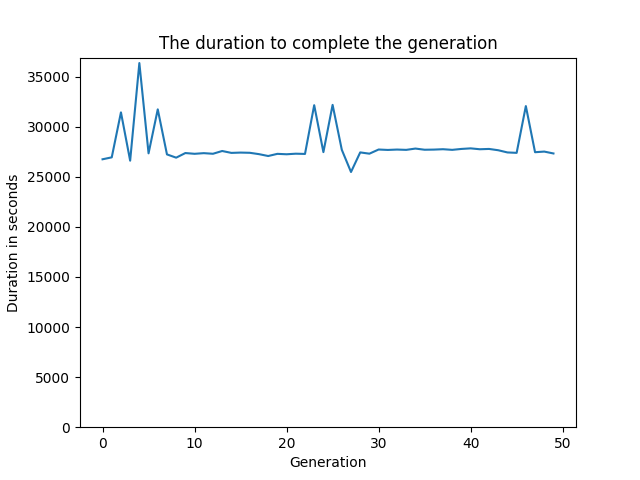 The duration to complete the generation
Duration in seconds
35000
30000
25000
20000
15000
10000
5000
0
0 10 20 30 40 50
Generation